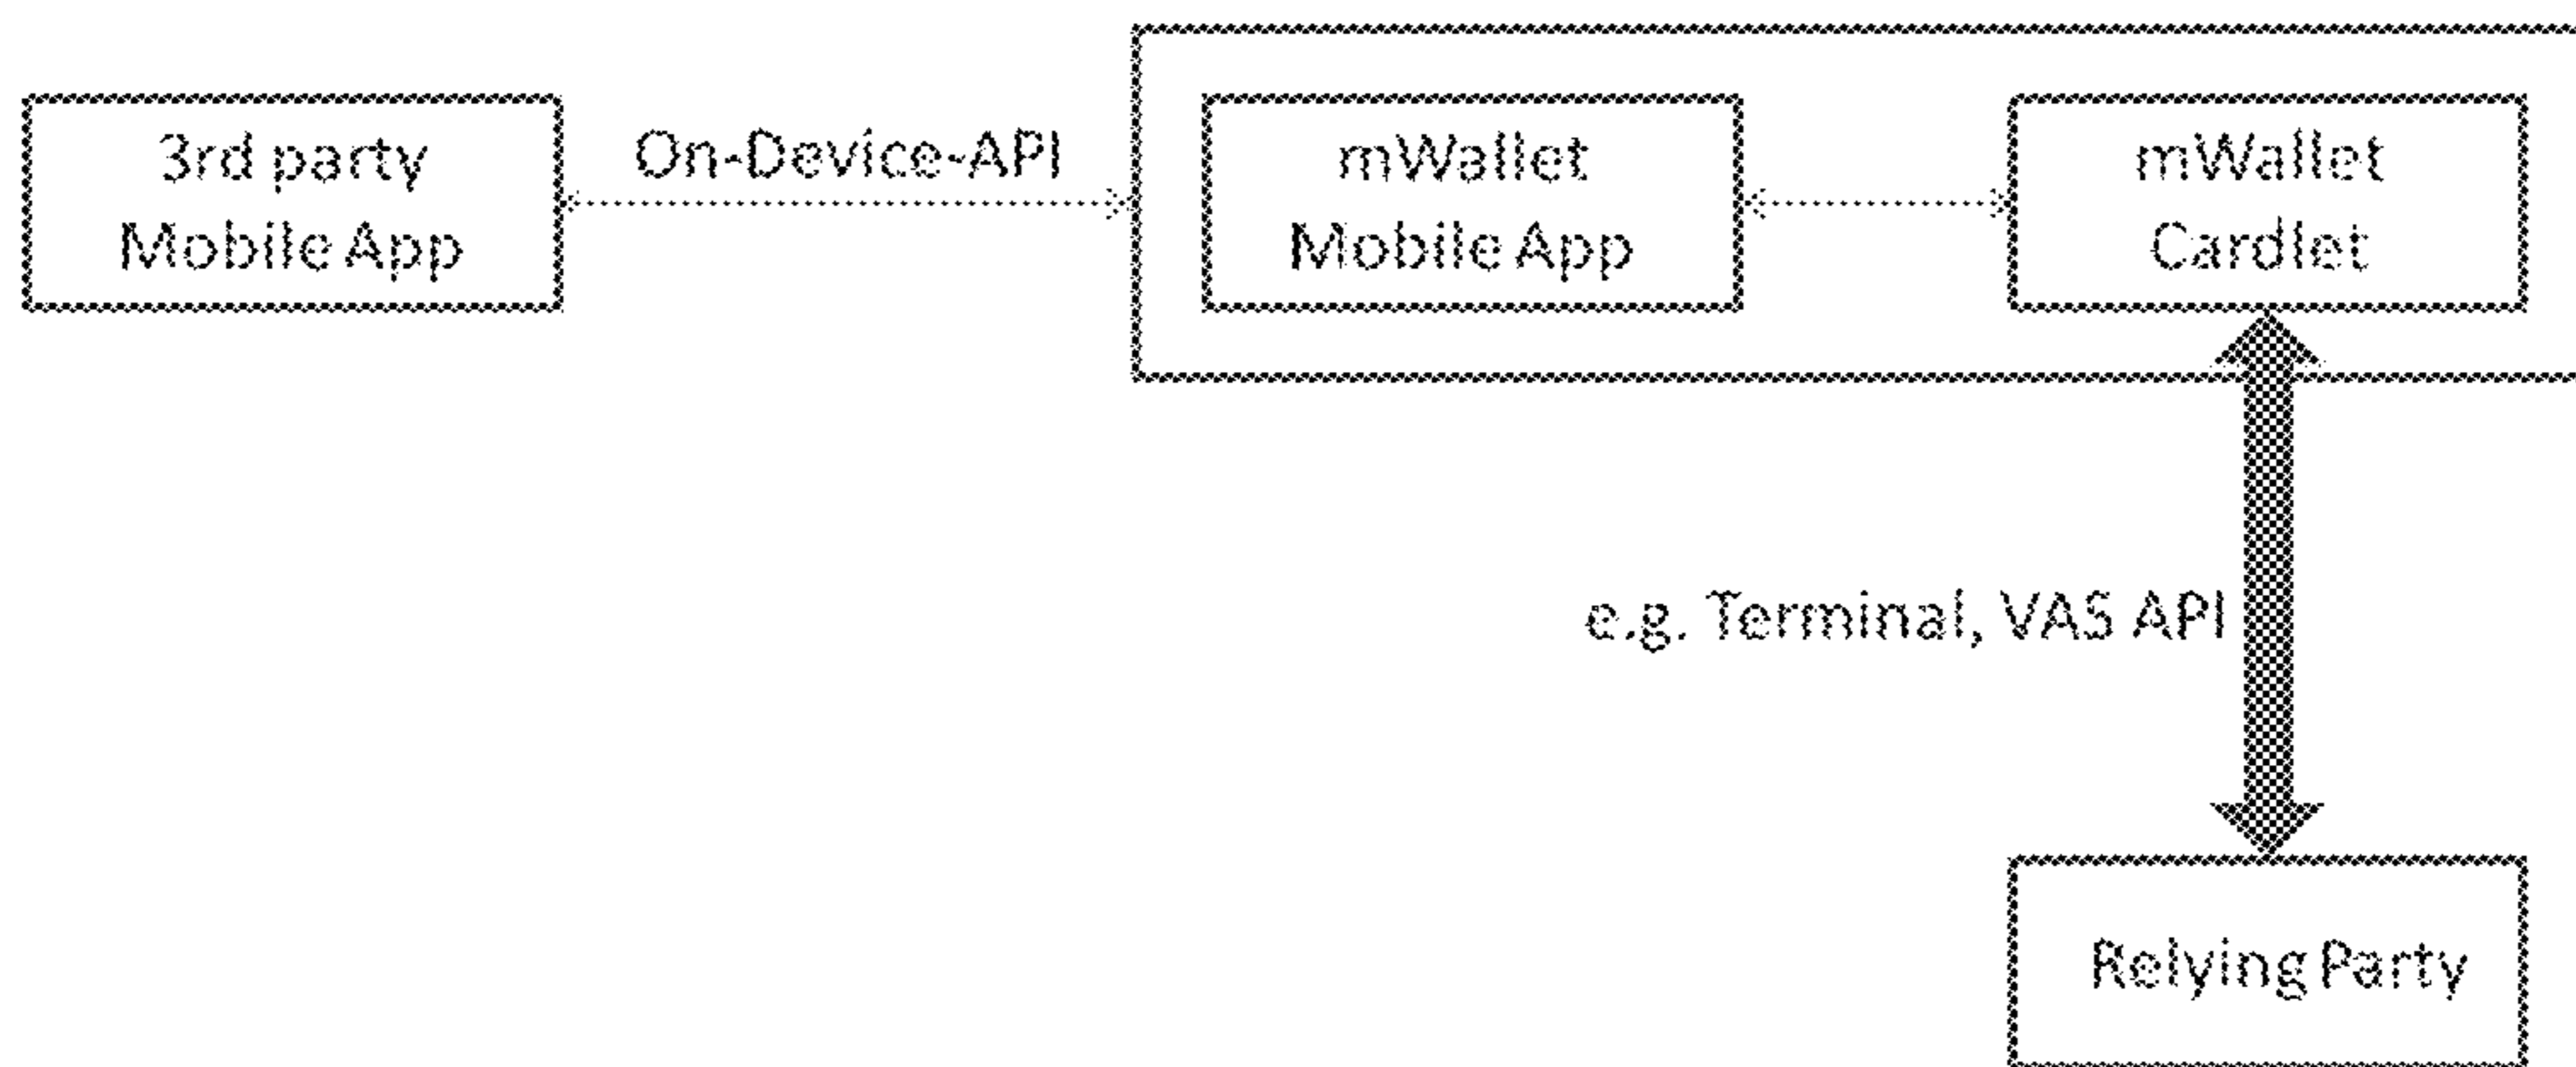 3rd party
Mobile App
On-Device-API
mWallet
Mobile App
mWallet
Cardlet
e.g. Terminal, VAS API
Relying Party